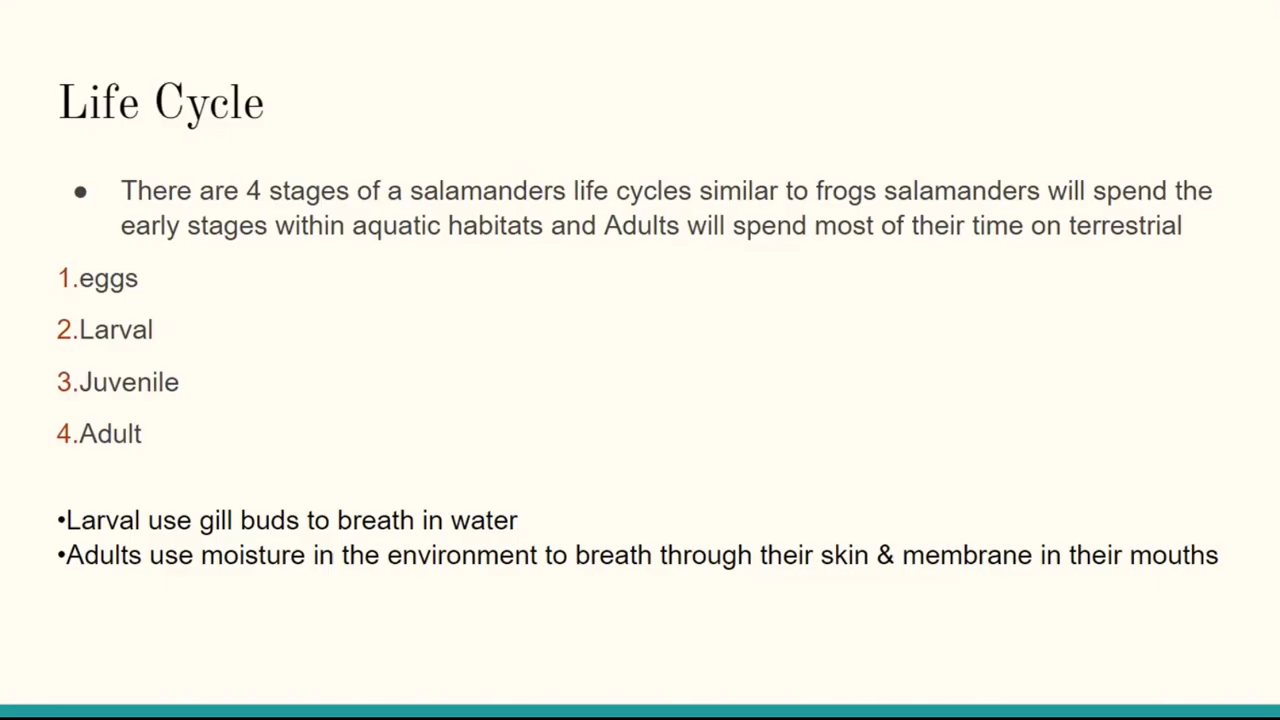 Life Cycle
● There are 4 stages of a salamanders life cycles similar to frogs salamanders will spend the
early stages within aquatic habitats and Adults will spend most of their time on terrestrial
1.eggs
2.Larval
3.Juvenile
4.Adult
•Larval use gill buds to breath in water
•Adults use moisture in the environment to breath through their skin & membrane in their mouths